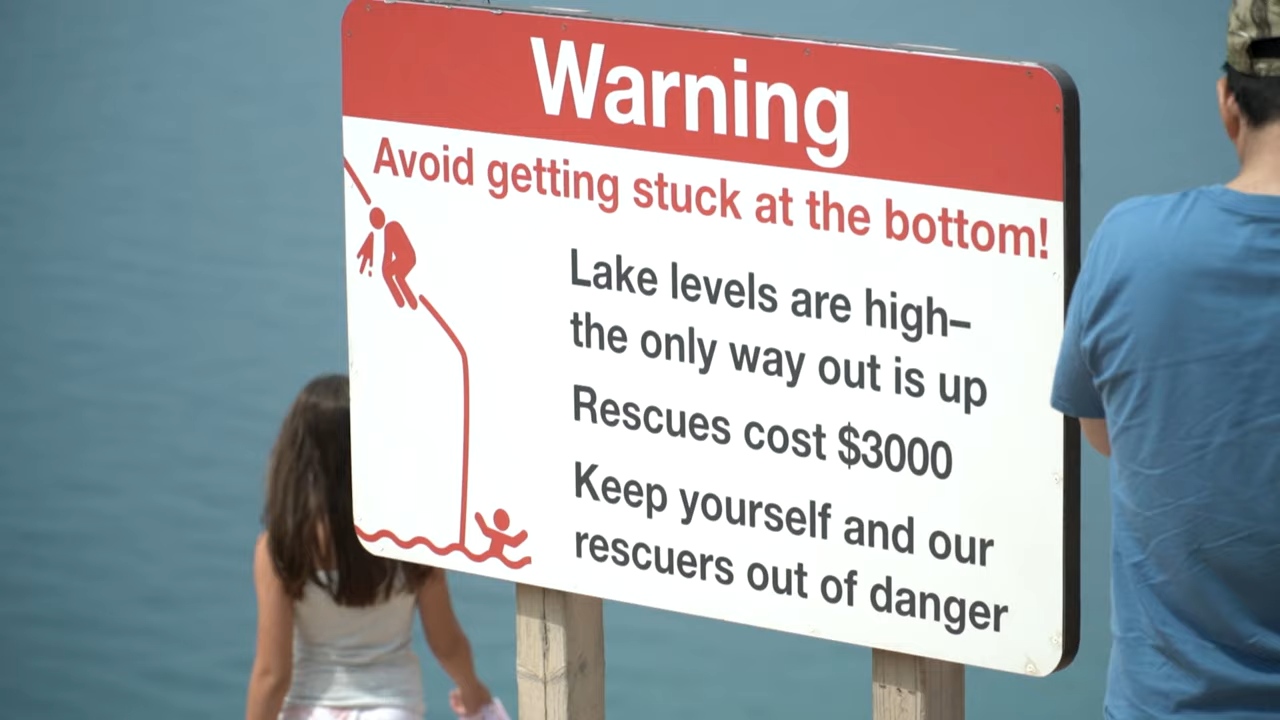 Warning
Avoid getting stuck at the bottom!
Lake levels are high–
the only way out is up
Rescues cost $3000
Keep yourself and our
rescuers out of danger